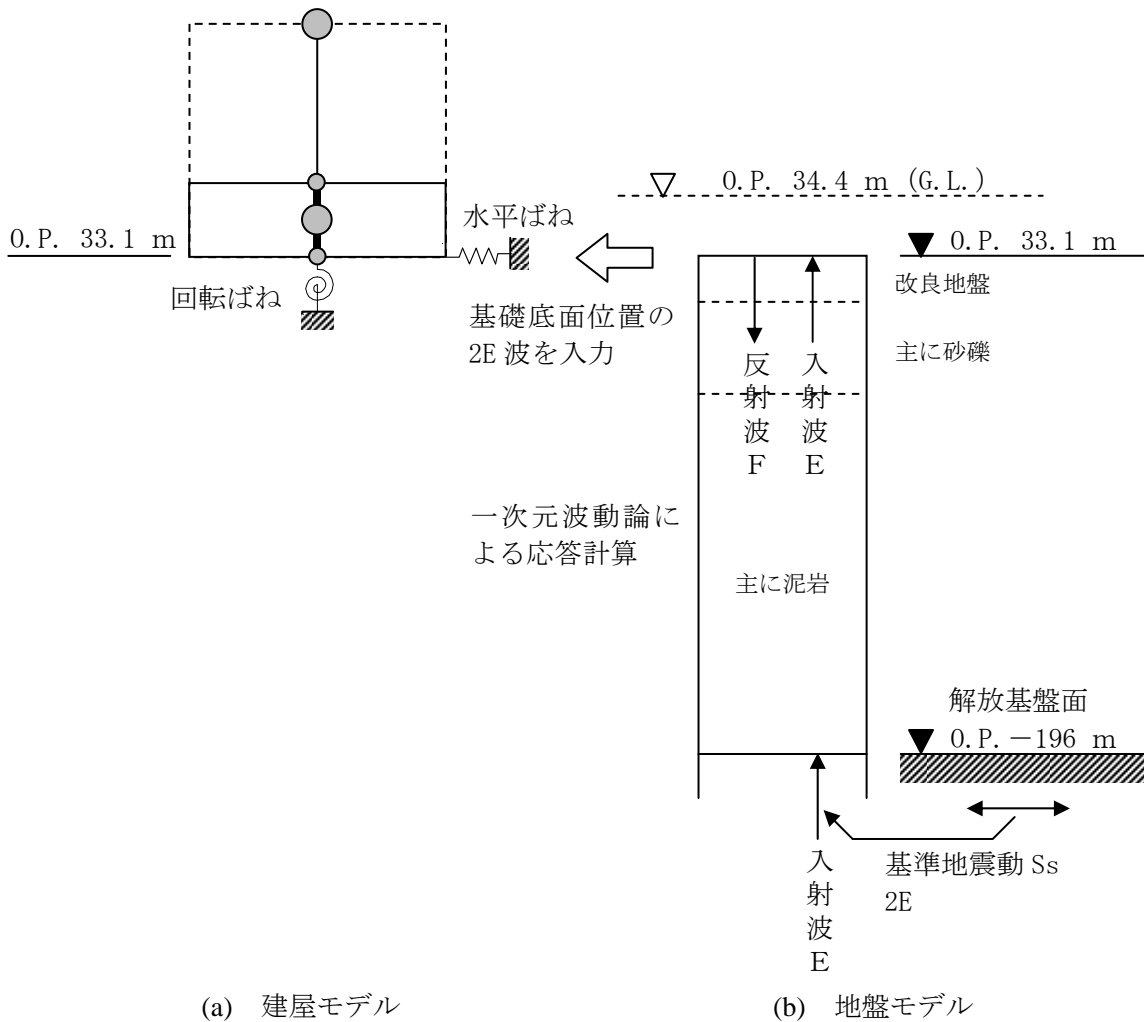 O.P. 34.4 m (G.L.)
水平ばね
O.P. 33.1 m
O.P. 33.1 m
回転ばね
改良地盤
基礎底面位置の
2E 波を入力
主に砂礫
反射波F
入射波E
一次元波動論に
よる応答計算
主に泥岩
解放基盤面
O.P.－196 m
入射波E
基準地震動 Ss
2E
(a) 建屋モデル
(b) 地盤モデル